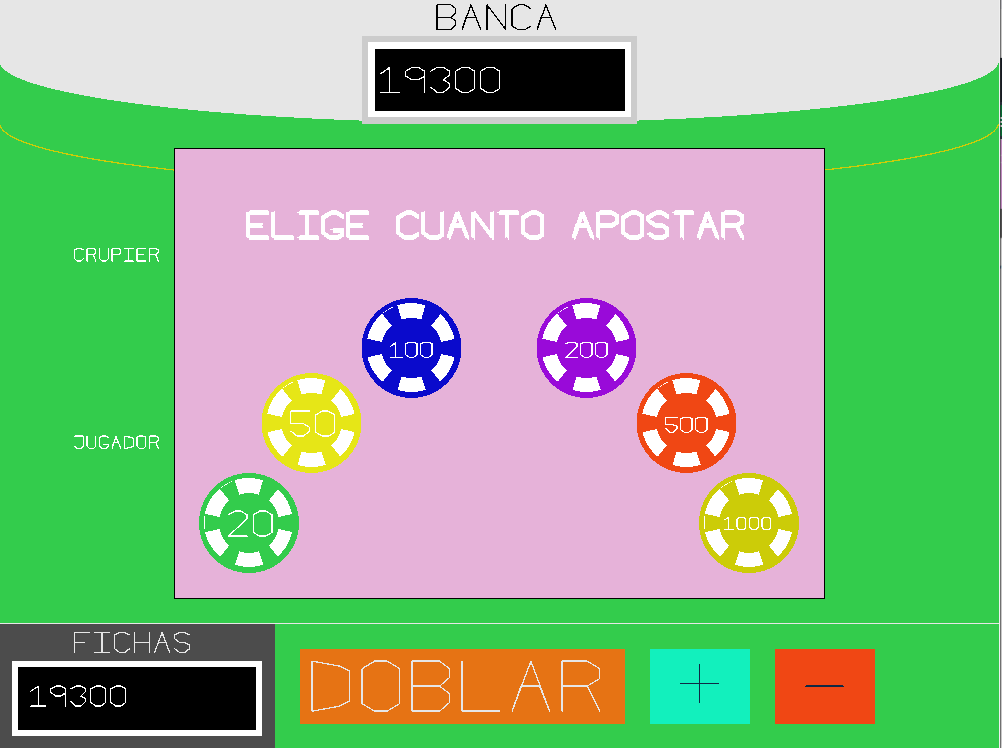 BANCA
19300
ELIGE CUANTO APOSTAR
CRUPIER
100
200
50
500
JUGADOR
20
1000
FICHAS
19300
DOBLAR
+
-